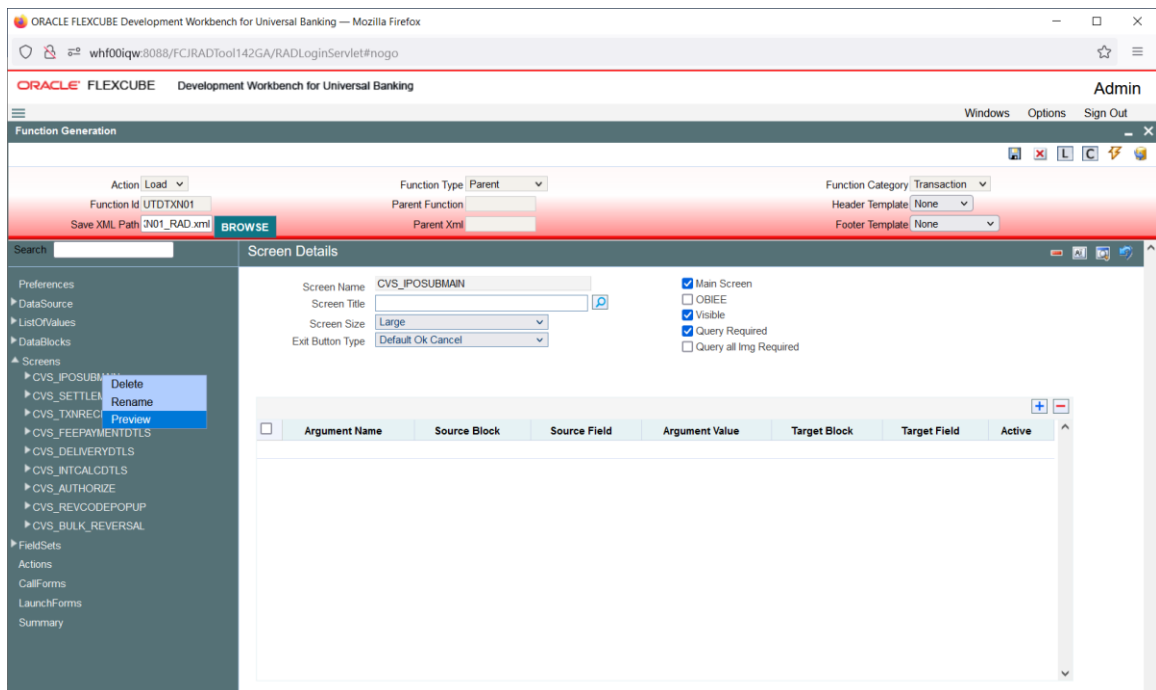 ORACLE FLEXCUBE Development Workbench for Universal Banking — Mozilla Firefox
whf00iqw:8088/FCJRADTool142GA/RADLoginServlet#nogo
ORACLE FLEXCUBE Development Workbench for Universal Banking Admin
Windows Options Sign Out
Function Generation
L C
Action Load Function Type Parent Function Category Transaction
Function Id UTDTXN01 Parent Function Header Template None
Save XML Path N01_RAD.xml BROWSE Parent Xml Footer Template None
Search Screen Details
Preferences
DataSource
ListOfValues
DataBlocks
Screens
CVS_IPOSUBM
CVS_SETTLEM
CVS_TXNREC
CVS_FEEPAYMENTDTLS
CVS_DELIVERYDTLS
CVS_INTCALCDTLS
CVS_AUTHORIZE
CVS_REVCODEPOPUP
CVS_BULK_REVERSAL
FieldSets
Actions
CallForms
LaunchForms
Summary
Delete
Rename
Preview
Screen Name CVS_IPOSUBMAIN
Screen Title
Screen Size Large
Exit Button Type Default Ok Cancel
Main Screen
OBIEE
Visible
Query Required
Query all Img Required
Argument Name Source Block Source Field Argument Value Target Block Target Field Active